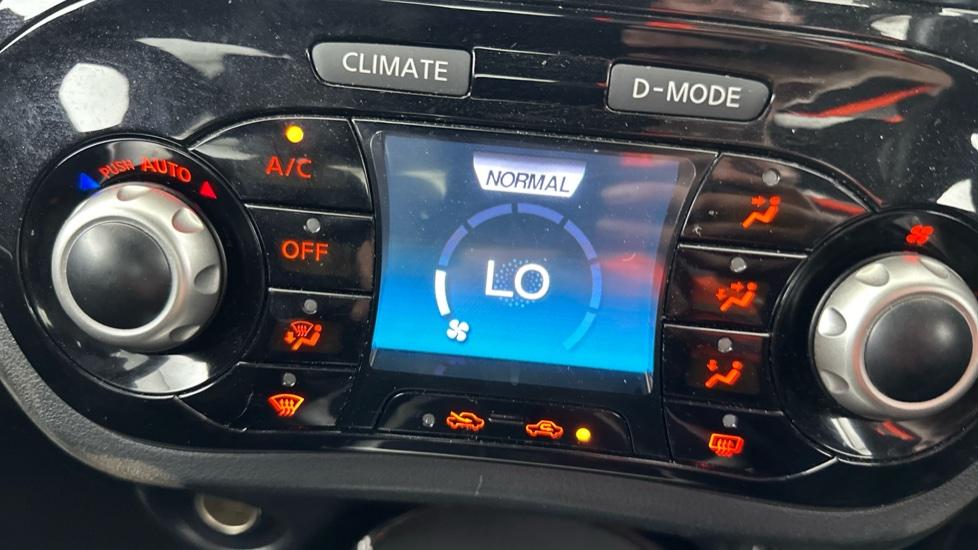 CLIMATE
D-MODE
PUSH AUTO
A/C
NORMAL
OFF
LO